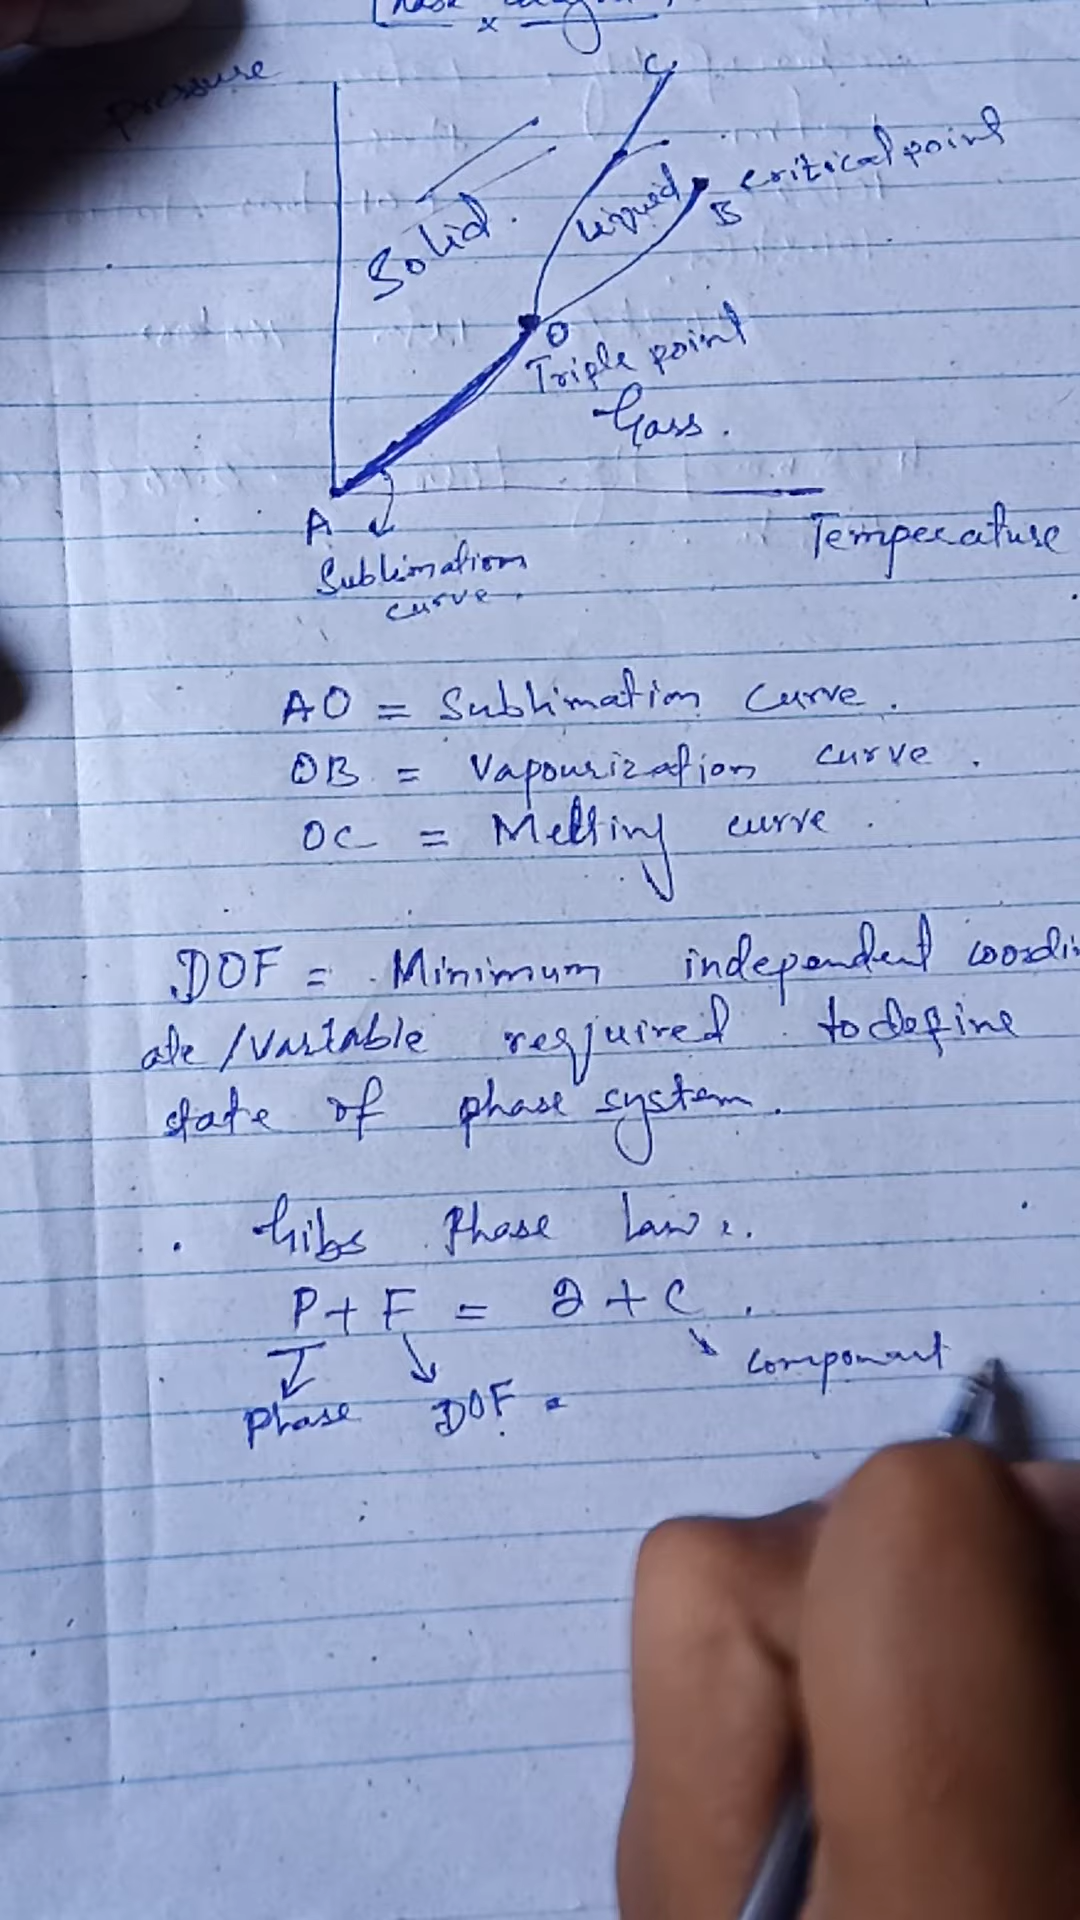 Pressure
C
Solid.
Liquid
B critical point
O
Triple point
Gass.
A
Temperature
Sublimation
curve.
AO = Sublimation Curve.
OB = Vapourization curve.
OC = Melting curve.
DOF = Minimum independent coordi
ate/variable required to define
state of phase system.
. Gibs Phase Law:.
P + F = 2 + C.
component
Phase DOF